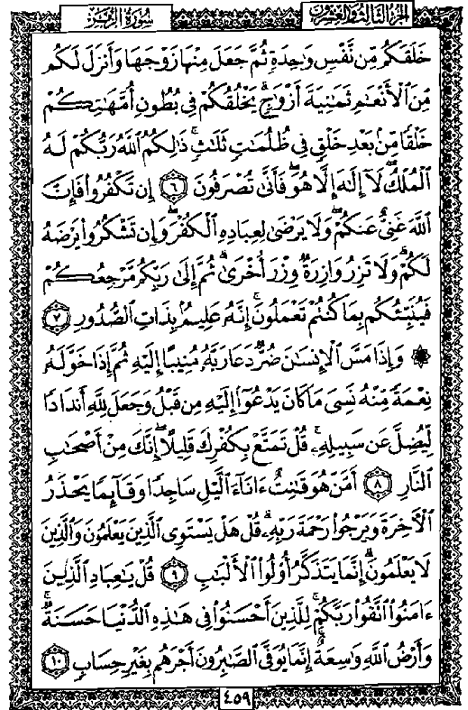 الجزء الثالث والعشرون
سورة الزمر
خَلَقَكُم مِّن نَّفْسٍ وَٰحِدَةٍ ثُمَّ جَعَلَ مِنْهَا زَوْجَهَا وَأَنزَلَ لَكُم
مِّنَ ٱلْأَنْعَٰمِ ثَمَٰنِيَةَ أَزْوَٰجٍ ۚ يَخْلُقُكُمْ فِي بُطُونِ أُمَّهَٰتِكُمْ
خَلْقًا مِّنۢ بَعْدِ خَلْقٍ فِي ظُلُمَٰتٍ ثَلَٰثٍ ۚ ذَٰلِكُمُ ٱللَّهُ رَبُّكُمْ لَهُ
ٱلْمُلْكُ ۖ لَآ إِلَٰهَ إِلَّا هُوَ ۖ فَأَنَّىٰ تُصْرَفُونَ ٦ إِن تَكْفُرُوا۟ فَإِنَّ
ٱللَّهَ غَنِيٌّ عَنكُمْ ۖ وَلَا يَرْضَىٰ لِعِبَادِهِ ٱلْكُفْرَ ۖ وَإِن تَشْكُرُوا۟ يَرْضَهُ
لَكُمْ ۗ وَلَا تَزِرُ وَازِرَةٌ وِزْرَ أُخْرَىٰ ۗ ثُمَّ إِلَىٰ رَبِّكُم مَّرْجِعُكُمْ
فَيُنَبِّئُكُم بِمَا كُنتُمْ تَعْمَلُونَ ۚ إِنَّهُۥ عَلِيمٌۢ بِذَاتِ ٱلصُّدُورِ ٧
۞ وَإِذَا مَسَّ ٱلْإِنسَٰنَ ضُرٌّ دَعَا رَبَّهُۥ مُنِيبًا إِلَيْهِ ثُمَّ إِذَا خَوَّلَهُۥ
نِعْمَةً مِّنْهُ نَسِيَ مَا كَانَ يَدْعُوٓا۟ إِلَيْهِ مِن قَبْلُ وَجَعَلَ لِلَّهِ أَندَادًا
لِّيُضِلَّ عَن سَبِيلِهِۦ ۚ قُلْ تَمَتَّعْ بِكُفْرِكَ قَلِيلًا ۖ إِنَّكَ مِنْ أَصْحَٰبِ
ٱلنَّارِ ٨ أَمَّنْ هُوَ قَٰنِتٌ ءَانَآءَ ٱلَّيْلِ سَاجِدًا وَقَآئِمًا يَحْذَرُ
ٱلْءَاخِرَةَ وَيَرْجُوا۟ رَحْمَةَ رَبِّهِۦ ۗ قُلْ هَلْ يَسْتَوِي ٱلَّذِينَ يَعْلَمُونَ وَٱلَّذِينَ
لَا يَعْلَمُونَ ۗ إِنَّمَا يَتَذَكَّرُ أُو۟لُوا۟ ٱلْأَلْبَٰبِ ٩ قُلْ يَٰعِبَادِ ٱلَّذِينَ
ءَامَنُوا۟ ٱتَّقُوا۟ رَبَّكُمْ ۚ لِلَّذِينَ أَحْسَنُوا۟ فِي هَٰذِهِ ٱلدُّنْيَا حَسَنَةٌ ۗ
وَأَرْضُ ٱللَّهِ وَٰسِعَةٌ ۗ إِنَّمَا يُوَفَّى ٱلصَّٰبِرُونَ أَجْرَهُم بِغَيْرِ حِسَابٍ ١٠
٤٥٩